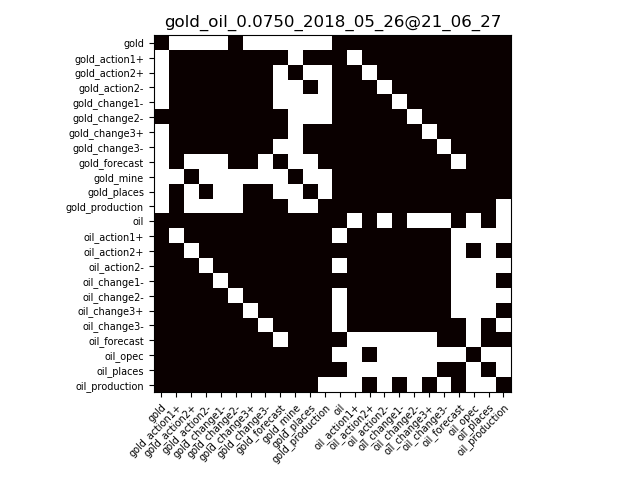 gold_oil_0.0750_2018_05_26@21_06_27
gold
gold_action1+
gold_action2+
gold_action2-
gold_change1-
gold_change2-
gold_change3+
gold_change3-
gold_forecast
gold_mine
gold_places
gold_production
oil
oil_action1+
oil_action2+
oil_action2-
oil_change1-
oil_change2-
oil_change3+
oil_change3-
oil_forecast
oil_opec
oil_places
oil_production
gold
gold_action1+
gold_action2+
gold_action2-
gold_change1-
gold_change2-
gold_change3+
gold_change3-
gold_forecast
gold_mine
gold_places
gold_production
oil
oil_action1+
oil_action2+
oil_action2-
oil_change1-
oil_change2-
oil_change3+
oil_change3-
oil_forecast
oil_opec
oil_places
oil_production